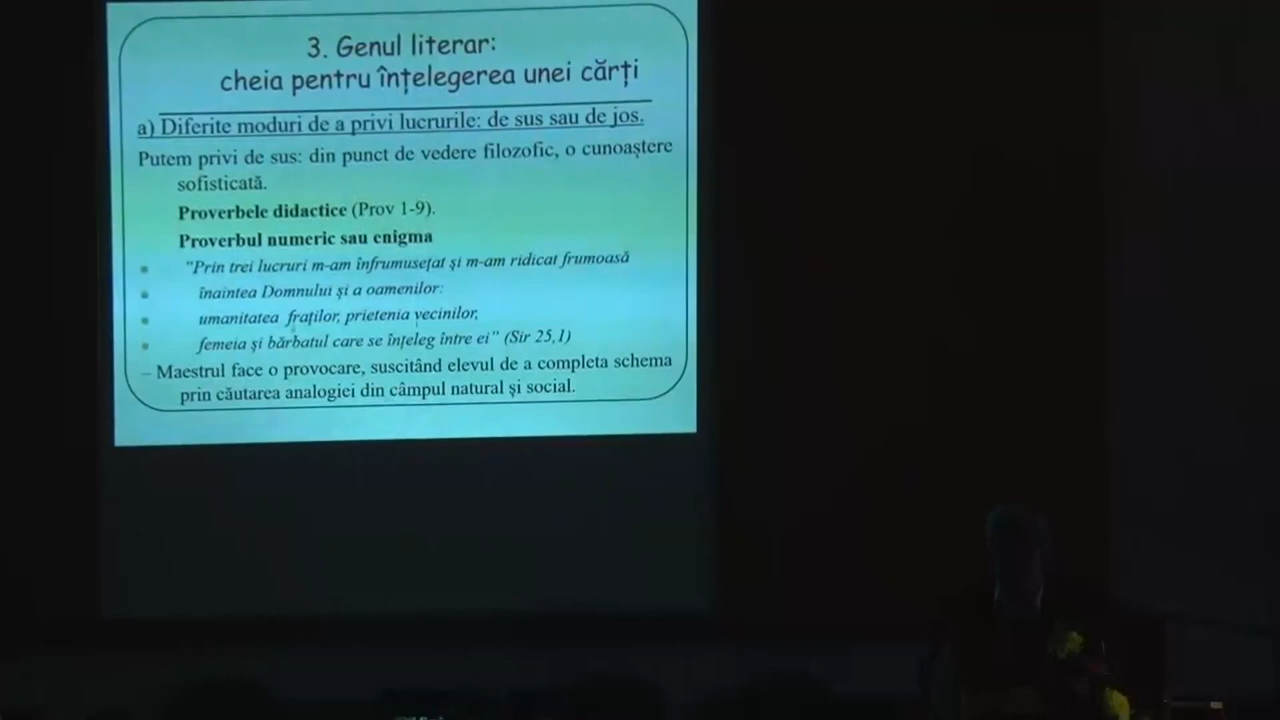 3. Genul literar:
cheia pentru înțelegerea unei cărți
a) Diferite moduri de a privi lucrurile: de sus sau de jos.
Putem privi de sus: din punct de vedere filozofic, o cunoaștere
sofisticată.
Proverbele didactice (Prov 1-9).
Proverbul numeric sau enigma
"Prin trei lucruri m-am înfrumusețat și m-am ridicat frumoasă
înaintea Domnului și a oamenilor:
umanitatea fraților, prietenia vecinilor,
femeia și bărbatul care se înțeleg între ei" (Sir 25,1)
– Maestrul face o provocare, suscitând elevul de a completa schema
prin căutarea analogiei din câmpul natural și social.